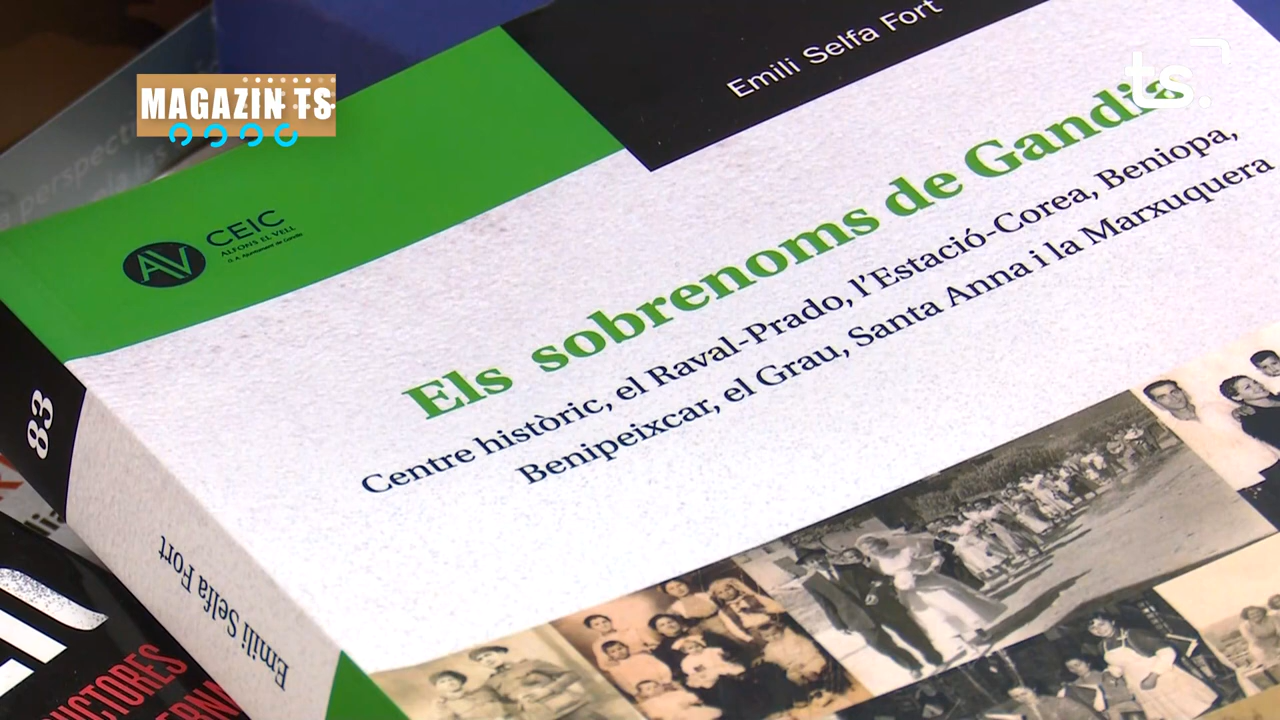 MAGAZIN TS
ts.
Emili Selfa Fort
AV
CEIC
ALFONS EL VELL
Els sobrenoms de Gandia
Centre històric, el Raval-Prado, l'Estació-Corea, Beniopa,
Benipeixcar, el Grau, Santa Anna i la Marxuquera
83
Emili Selfa Fort